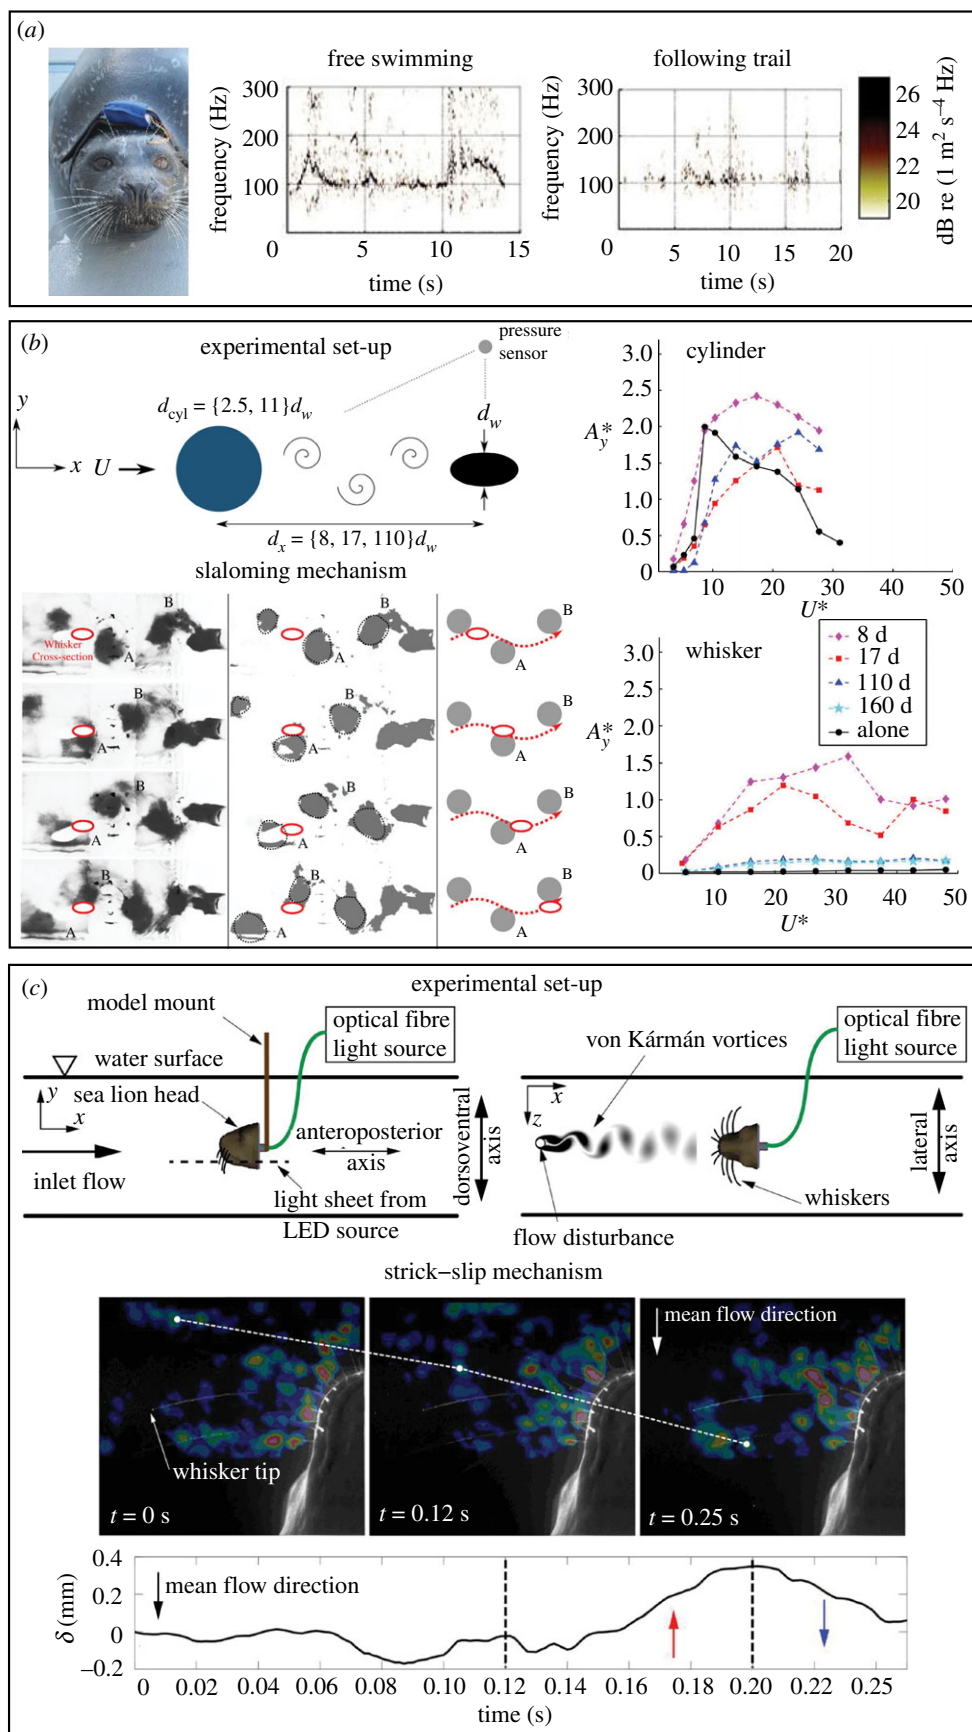 (a)
free swimming
following trail
frequency (Hz)
300
200
100
0
5
10
15
time (s)
frequency (Hz)
300
200
100
0
5
10
15
20
time (s)
26
24
22
20
dB re (1 m² s⁻⁴ Hz)
(b)
experimental set-up
pressure
sensor
d_cyl = {2.5, 11}d_w
d_w
y
x
U
d_x = {8, 17, 110}d_w
slaloming mechanism
B
Whisker
Cross-section
A
B
A
B
A
B
A
B
A
B
A
B
A
B
A
B
A
B
A
B
A
B
A
cylinder
A_y*
3.0
2.5
2.0
1.5
1.0
0.5
0
10
20
30
40
50
U*
whisker
A_y*
3.0
2.5
2.0
1.5
1.0
0.5
0
0
10
20
30
40
50
U*
8 d
17 d
110 d
160 d
alone
(c)
experimental set-up
model mount
optical fibre
light source
water surface
y
x
sea lion head
anteroposterior
axis
dorsoventral
axis
inlet flow
light sheet from
LED source
von Kármán vortices
optical fibre
light source
x
z
lateral
axis
whiskers
flow disturbance
strick–slip mechanism
whisker tip
t = 0 s
t = 0.12 s
mean flow direction
t = 0.25 s
δ (mm)
0.4
0.2
0
–0.2
mean flow direction
0
0.02
0.04
0.06
0.08
0.10
0.12
0.14
0.16
0.18
0.20
0.22
0.25
time (s)